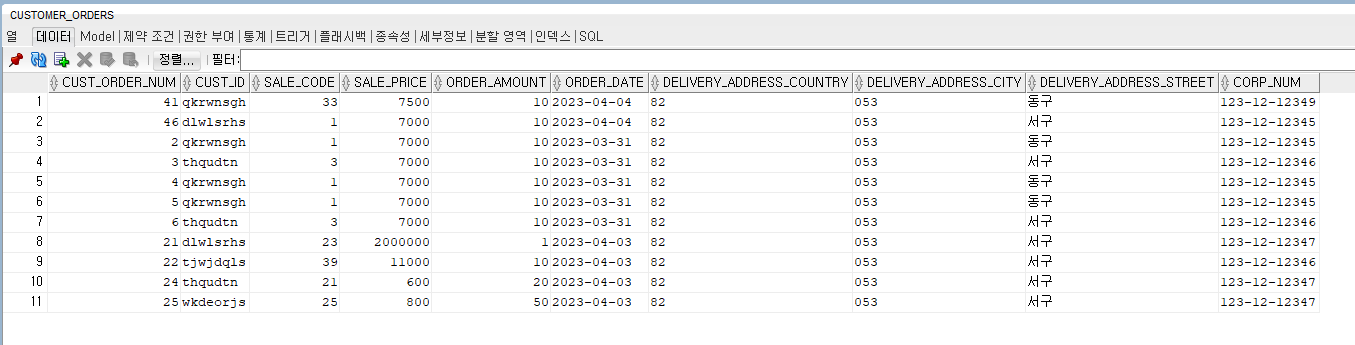 CUSTOMER_ORDERS
열 데이터 Model 제약 조건 권한 부여 통계 트리거 플래시백 종속성 세부정보 분할 영역 인덱스 SQL
정렬... 필터:
CUST_ORDER_NUM CUST_ID SALE_CODE SALE_PRICE ORDER_AMOUNT ORDER_DATE DELIVERY_ADDRESS_COUNTRY DELIVERY_ADDRESS_CITY DELIVERY_ADDRESS_STREET CORP_NUM
1 41 qkrwnsgh 33 7500 10 2023-04-04 82 053 동구 123-12-12349
2 46 dlwlsrhs 1 7000 10 2023-04-04 82 053 서구 123-12-12345
3 2 qkrwnsgh 1 7000 10 2023-03-31 82 053 동구 123-12-12345
4 3 thqudtn 3 7000 10 2023-03-31 82 053 서구 123-12-12346
5 4 qkrwnsgh 1 7000 10 2023-03-31 82 053 동구 123-12-12345
6 5 qkrwnsgh 1 7000 10 2023-03-31 82 053 동구 123-12-12345
7 6 thqudtn 3 7000 10 2023-03-31 82 053 서구 123-12-12346
8 21 dlwlsrhs 23 2000000 1 2023-04-03 82 053 서구 123-12-12347
9 22 tjwjdqls 39 11000 10 2023-04-03 82 053 서구 123-12-12346
10 24 thqudtn 21 600 20 2023-04-03 82 053 서구 123-12-12347
11 25 wkdeorjs 25 800 50 2023-04-03 82 053 서구 123-12-12347